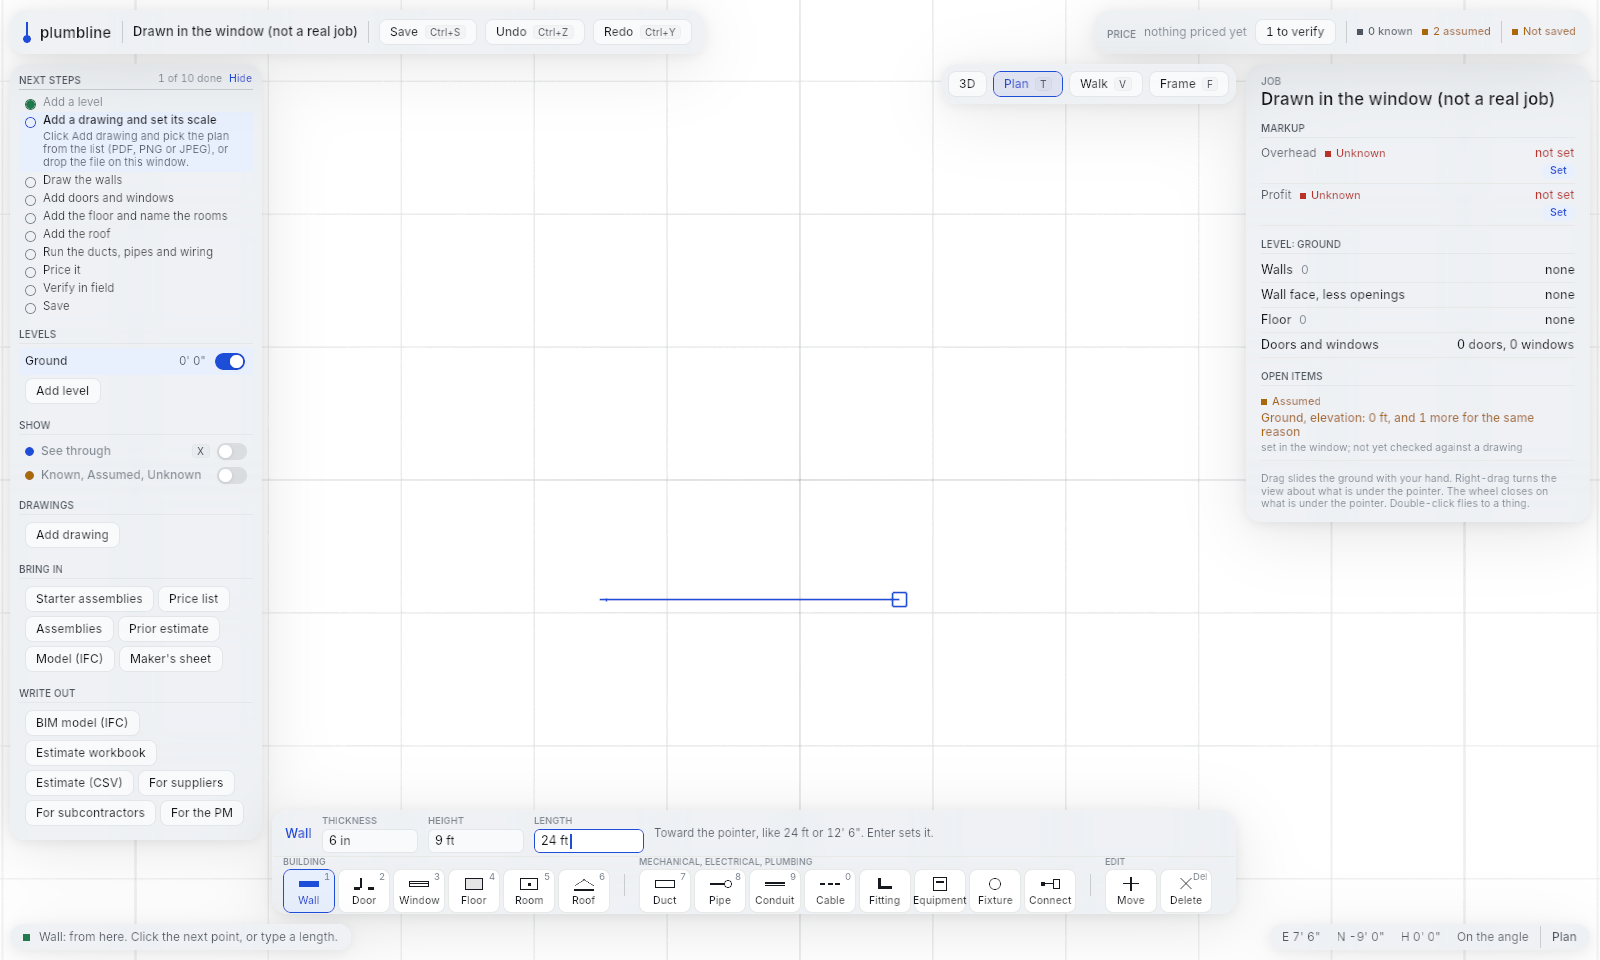 plumbline
Drawn in the window (not a real job)
Save Ctrl+S
Undo Ctrl+Z
Redo Ctrl+Y
PRICE nothing priced yet
1 to verify
0 known
2 assumed
Not saved
NEXT STEPS 1 of 10 done Hide
Add a level
Add a drawing and set its scale
Click Add drawing and pick the plan
from the list (PDF, PNG or JPEG), or
drop the file on this window.
Draw the walls
Add doors and windows
Add the floor and name the rooms
Add the roof
Run the ducts, pipes and wiring
Price it
Verify in field
Save
LEVELS
Ground 0' 0"
Add level
SHOW
See through X
Known, Assumed, Unknown
DRAWINGS
Add drawing
BRING IN
Starter assemblies Price list
Assemblies Prior estimate
Model (IFC) Maker's sheet
WRITE OUT
BIM model (IFC)
Estimate workbook
Estimate (CSV) For suppliers
For subcontractors For the PM
3D
Plan T
Walk V
Frame F
JOB
Drawn in the window (not a real job)
MARKUP
Overhead Unknown not set
Set
Profit Unknown not set
Set
LEVEL: GROUND
Walls 0 none
Wall face, less openings none
Floor 0 none
Doors and windows 0 doors, 0 windows
OPEN ITEMS
Assumed
Ground, elevation: 0 ft, and 1 more for the same
reason
set in the window; not yet checked against a drawing
Drag slides the ground with your hand. Right-drag turns the
view about what is under the pointer. The wheel closes on
what is under the pointer. Double-click flies to a thing.
Wall
THICKNESS HEIGHT LENGTH
6 in 9 ft 24 ft
Toward the pointer, like 24 ft or 12' 6". Enter sets it.
BUILDING
1 Wall
2 Door
3 Window
4 Floor
5 Room
6 Roof
MECHANICAL, ELECTRICAL, PLUMBING
7 Duct
8 Pipe
9 Conduit
0 Cable
Fitting
Equipment
Fixture
Connect
EDIT
Move
Del Delete
Wall: from here. Click the next point, or type a length.
E 7' 6" N -9' 0" H 0' 0" On the angle Plan